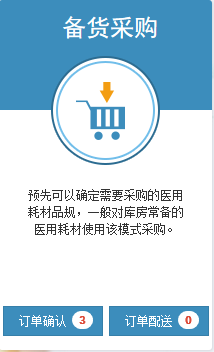 备货采购
预先可以确定需要采购的医用
耗材品规，一般对库房常备的
医用耗材使用该模式采购。
订单确认 3 订单配送 0